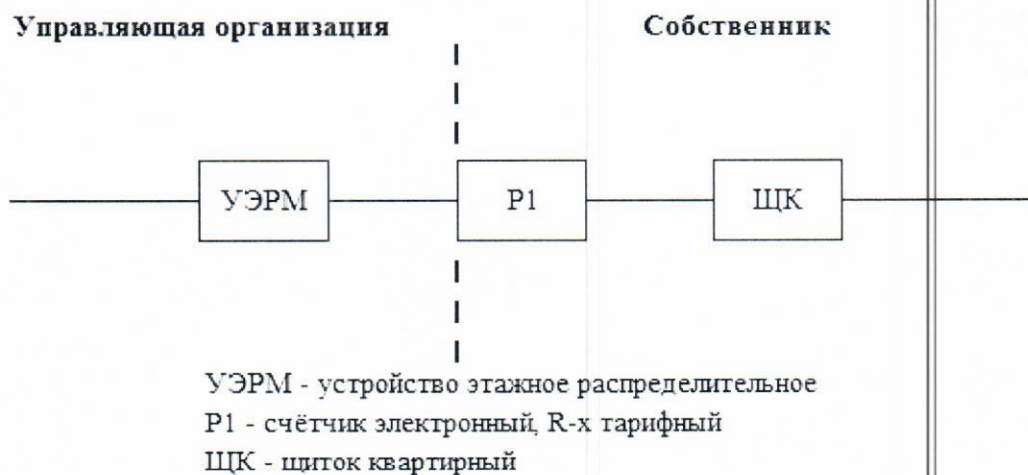 Управляющая организация Собственник
УЭРМ Р1 ЩК
УЭРМ - устройство этажное распределительное
Р1 - счётчик электронный, R-х тарифный
ЩК - щиток квартирный